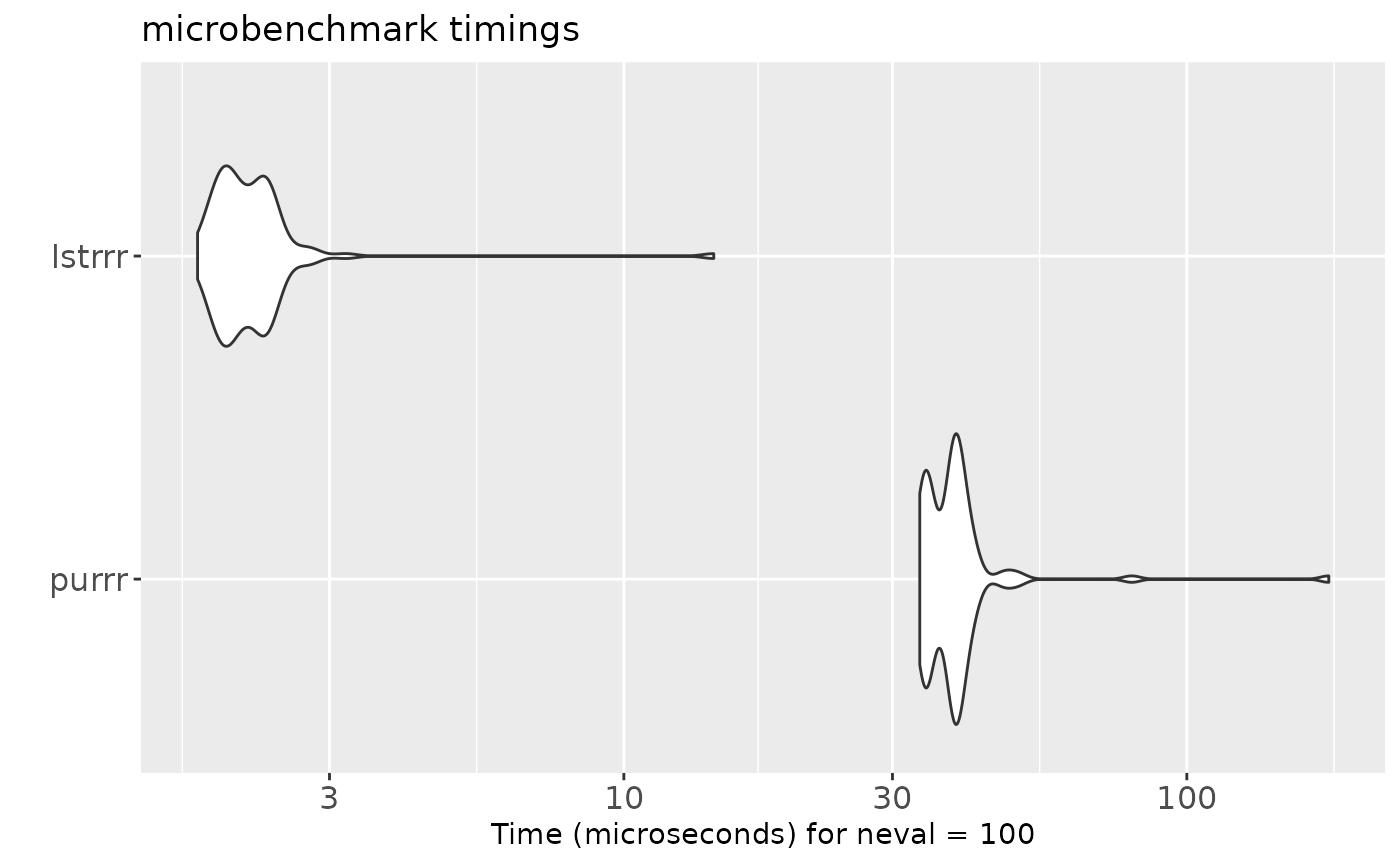 microbenchmark timings
lstrrr
purrr
3 10 30 100
Time (microseconds) for neval = 100